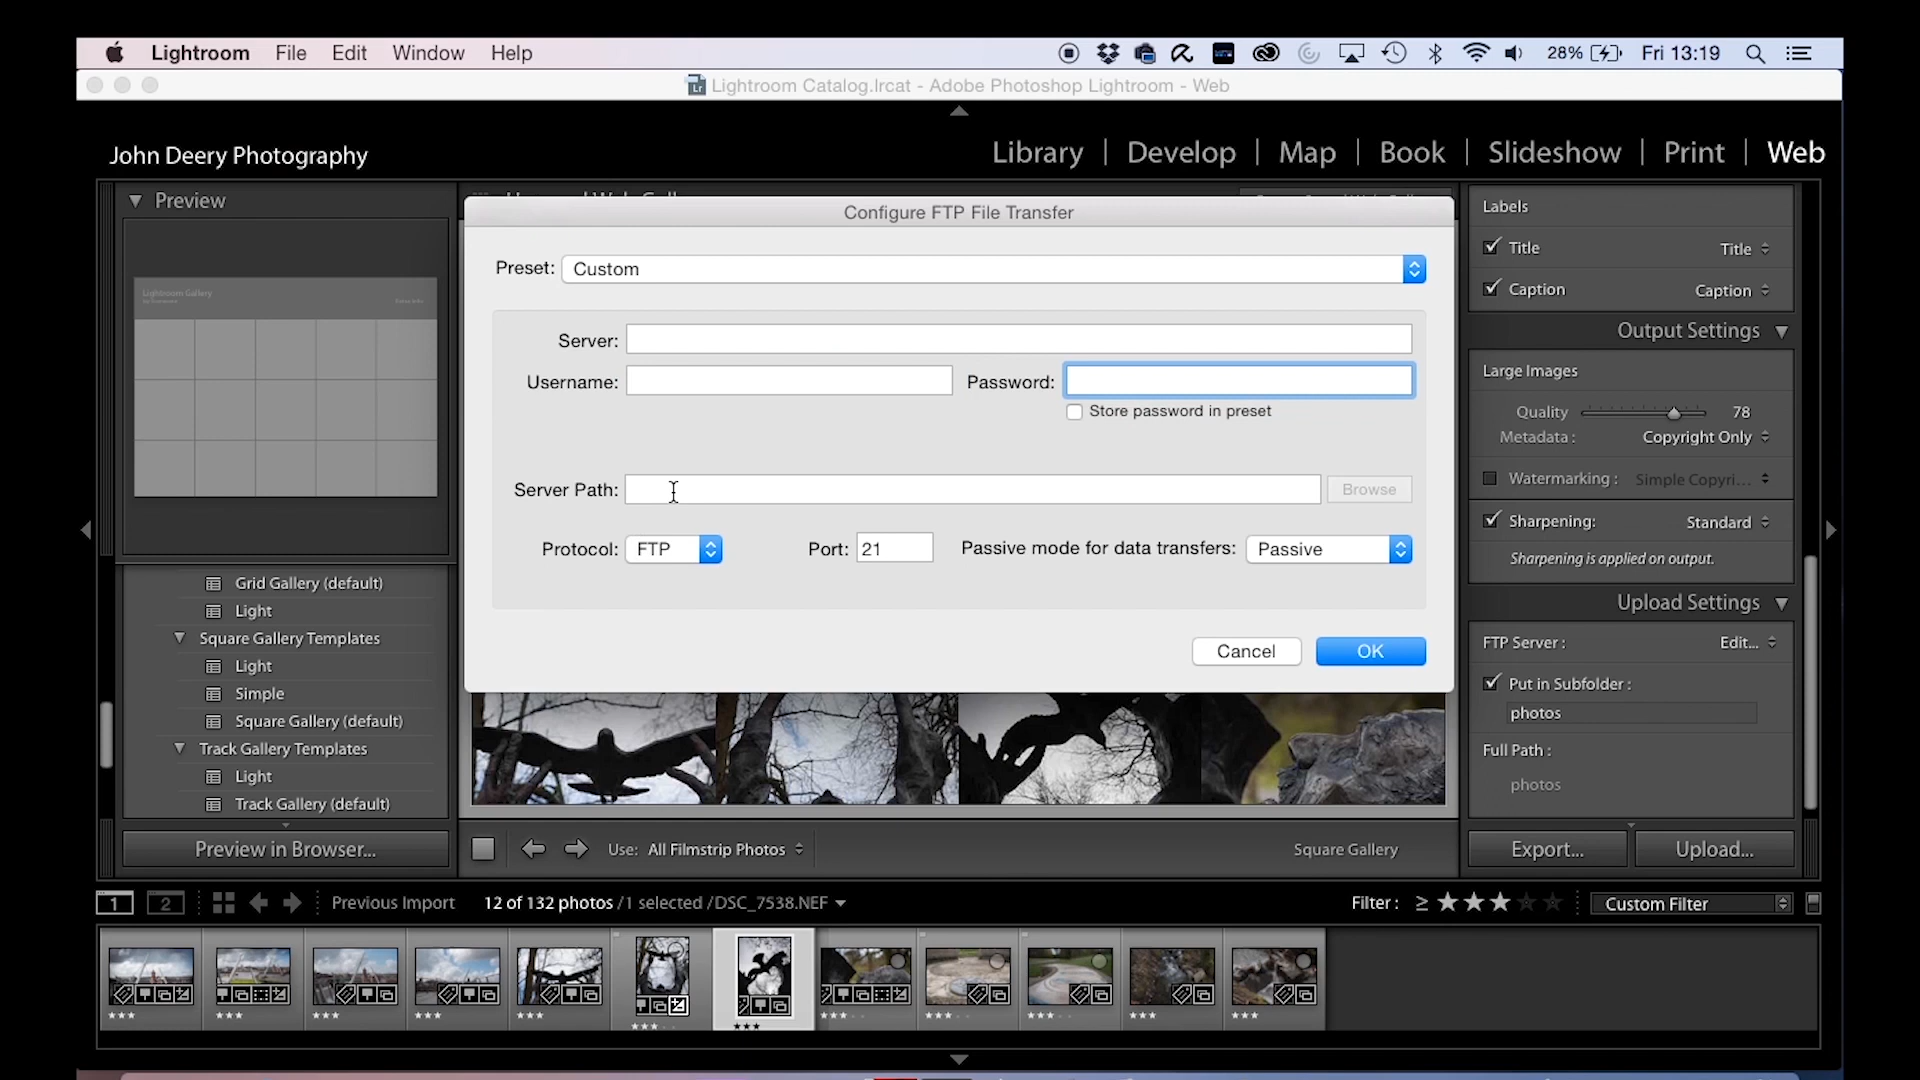 Lightroom File Edit Window Help 28% Fri 13:19
Lightroom Catalog.lrcat - Adobe Photoshop Lightroom - Web
John Deery Photography
Library | Develop | Map | Book | Slideshow | Print | Web
Preview
Lightroom Gallery
Configure FTP File Transfer
Preset: Custom
Server:
Username: Password:
Store password in preset
Server Path: Browse
Protocol: FTP Port: 21 Passive mode for data transfers: Passive
Cancel OK
Grid Gallery (default)
Light
Square Gallery Templates
Light
Simple
Square Gallery (default)
Track Gallery Templates
Light
Track Gallery (default)
Preview in Browser...
Labels
Title Title
Caption Caption
Output Settings
Large Images
Quality 78
Metadata : Copyright Only
Watermarking : Simple Copyri...
Sharpening: Standard
Sharpening is applied on output.
Upload Settings
FTP Server : Edit...
Put in Subfolder :
photos
Full Path :
photos
Export... Upload...
Use: All Filmstrip Photos Square Gallery
1 2 Previous Import 12 of 132 photos /1 selected /DSC_7538.NEF Filter : ≥ ★★★ Custom Filter